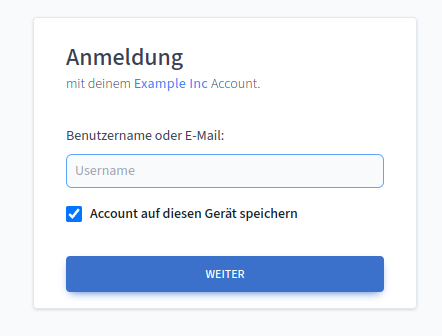 Anmeldung
mit deinem Example Inc Account.
Benutzername oder E-Mail:
Username
Account auf diesen Gerät speichern
WEITER